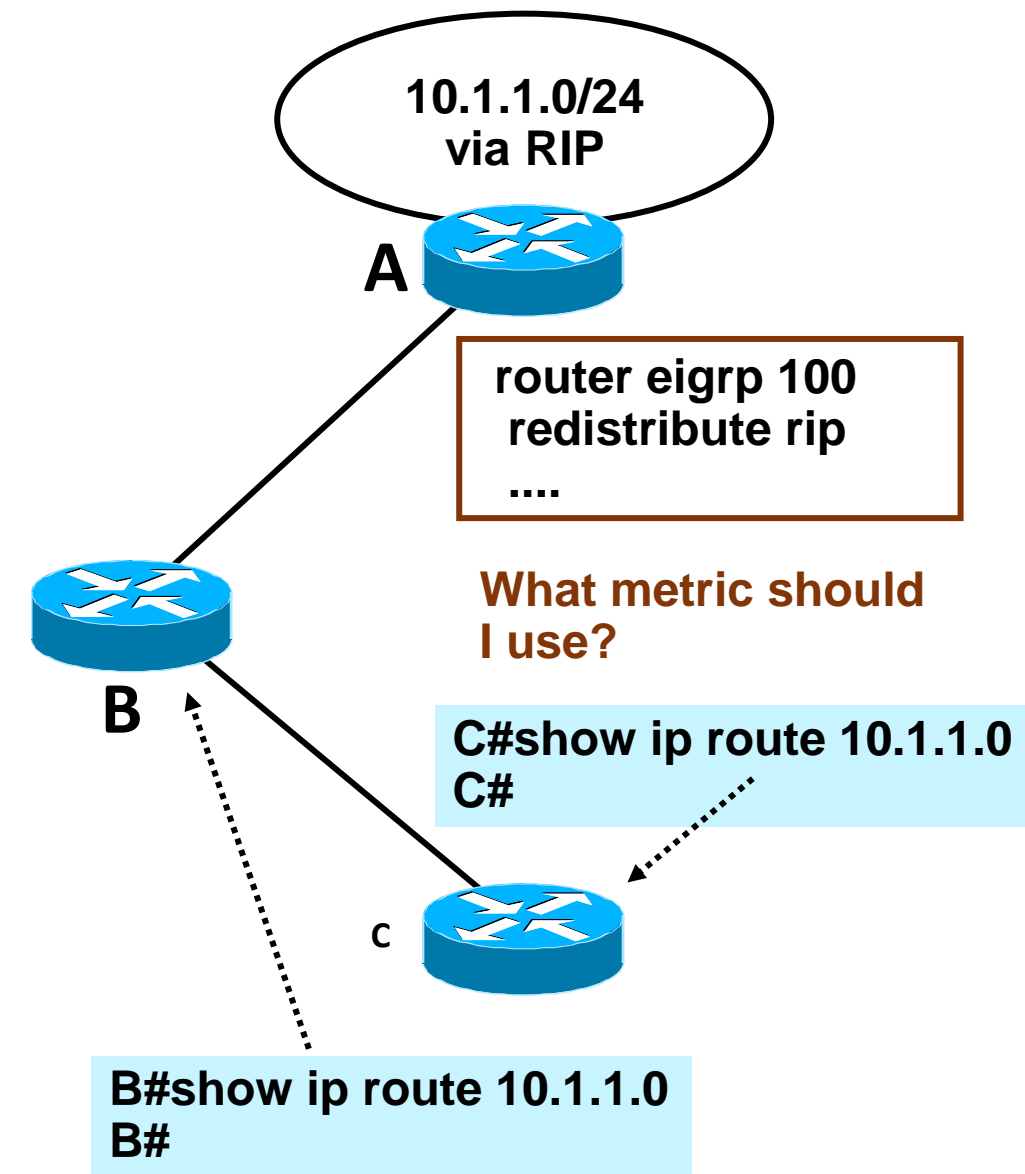 10.1.1.0/24
via RIP
A
router eigrp 100
redistribute rip
....
What metric should
I use?
B
C#show ip route 10.1.1.0
C#
C
B#show ip route 10.1.1.0
B#